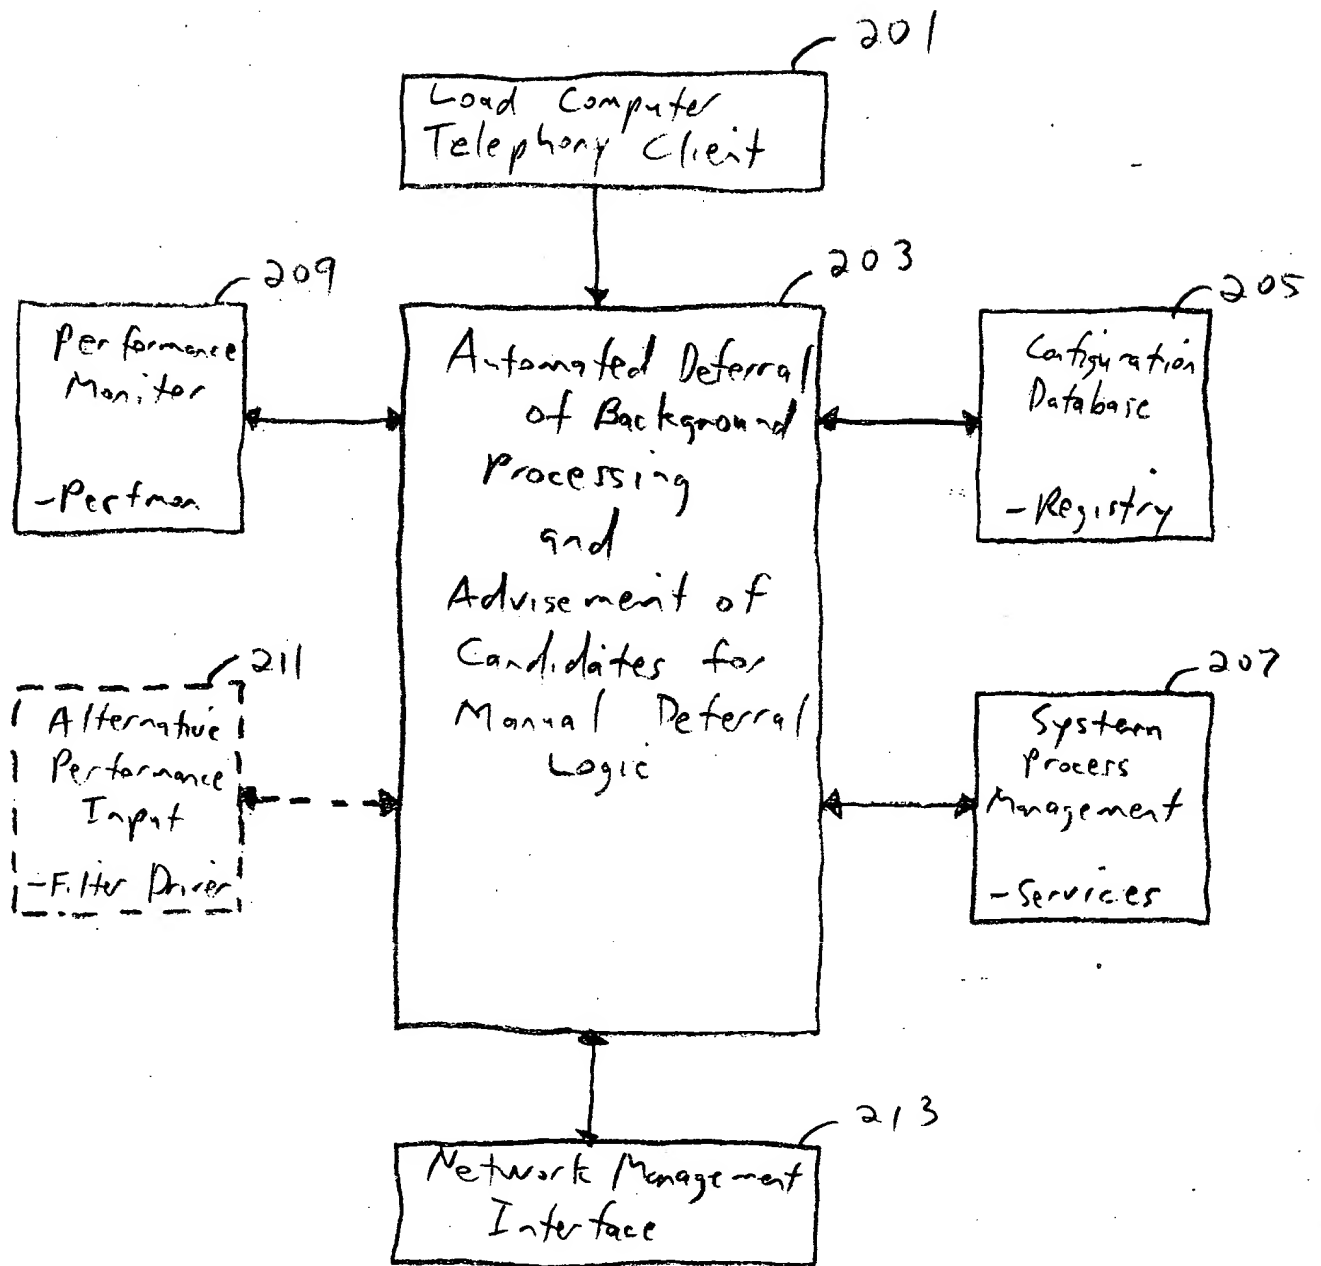 201
Load Computer
Telephony Client
209
Performance
Monitor
-Perfmon
203
Automated Deferral
of Background
Processing
and
Advisement of
Candidates for
Manual Deferral
Logic
205
Configuration
Database
-Registry
211
Alternative
Performance
Input
-Filter Driver
207
System
Process
Management
-Services
213
Network Management
Interface